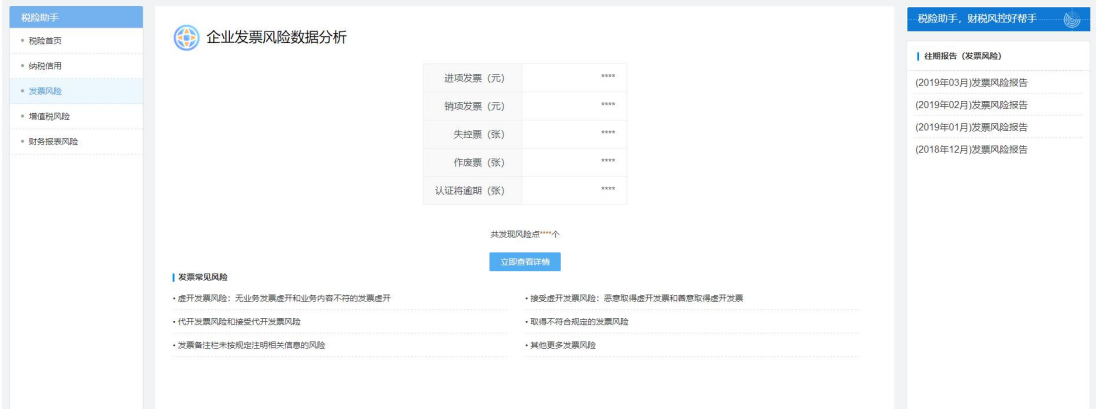 税险助手
• 税险首页
• 纳税信用
• 发票风险
• 增值税风险
• 财务报表风险
企业发票风险数据分析
进项发票（元） ****
销项发票（元） ****
失控票（张） ****
作废票（张） ****
认证将逾期（张） ****
共发现风险点****个
立即查看详情
发票常见风险
• 虚开发票风险：无业务发票虚开和业务内容不符的发票虚开
• 接受虚开发票风险：恶意取得虚开发票和善意取得虚开发票
• 代开发票风险和接受代开发票风险
• 取得不符合规定的发票风险
• 发票备注栏未按规定注明相关信息的风险
• 其他更多发票风险
税险助手，财税风控好帮手
往期报告（发票风险）
(2019年03月)发票风险报告
(2019年02月)发票风险报告
(2019年01月)发票风险报告
(2018年12月)发票风险报告